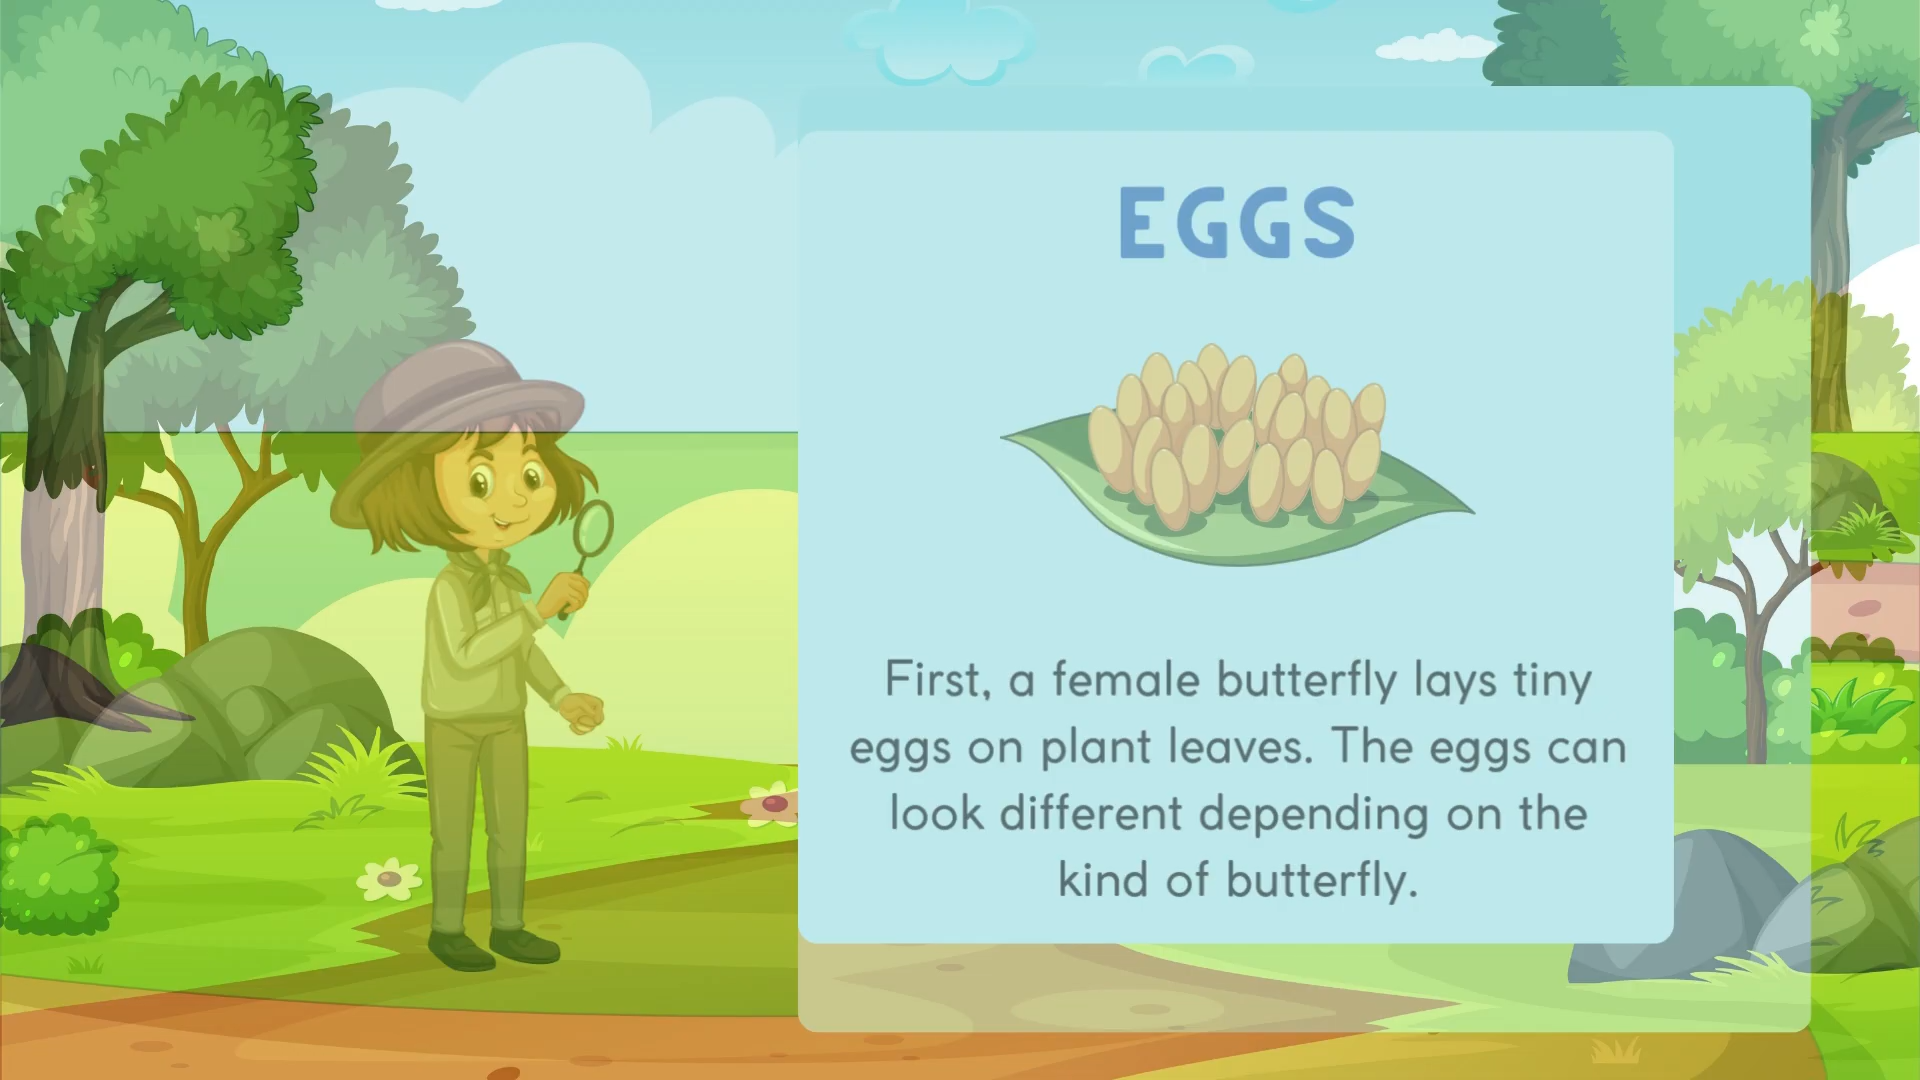 EGGS
First, a female butterfly lays tiny
eggs on plant leaves. The eggs can
look different depending on the
kind of butterfly.